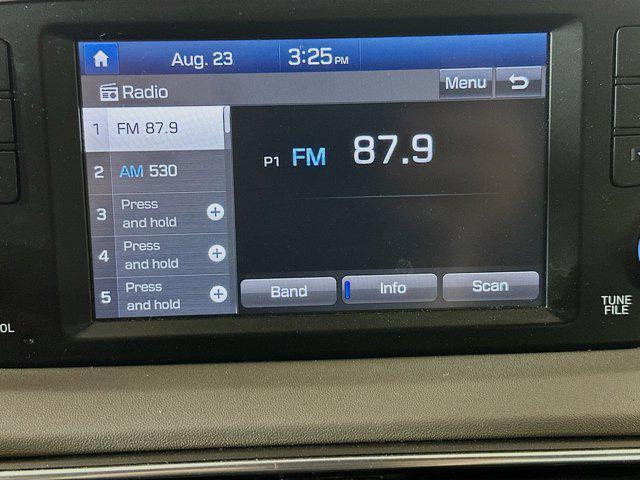 Aug. 23 3:25 PM
Radio Menu
1 FM 87.9
P1 FM 87.9
2 AM 530
3 Press
and hold
4 Press
and hold
5 Press
and hold
Band Info Scan
TUNE
FILE
OL